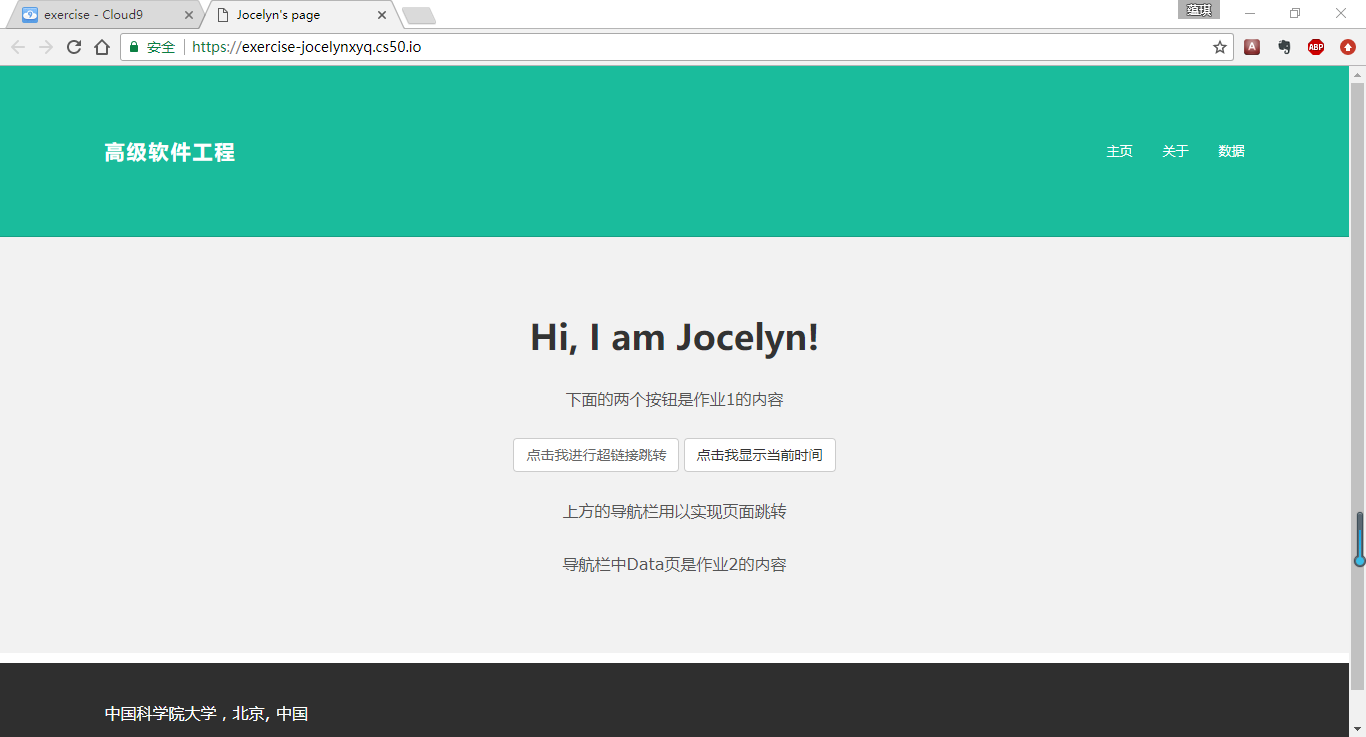 exercise - Cloud9
Jocelyn's page
安全
https://exercise-jocelynxyq.cs50.io
A
ABP
高级软件工程
主页 关于 数据
Hi, I am Jocelyn!
下面的两个按钮是作业1的内容
点击我进行超链接跳转 点击我显示当前时间
上方的导航栏用以实现页面跳转
导航栏中Data页是作业2的内容
中国科学院大学，北京, 中国